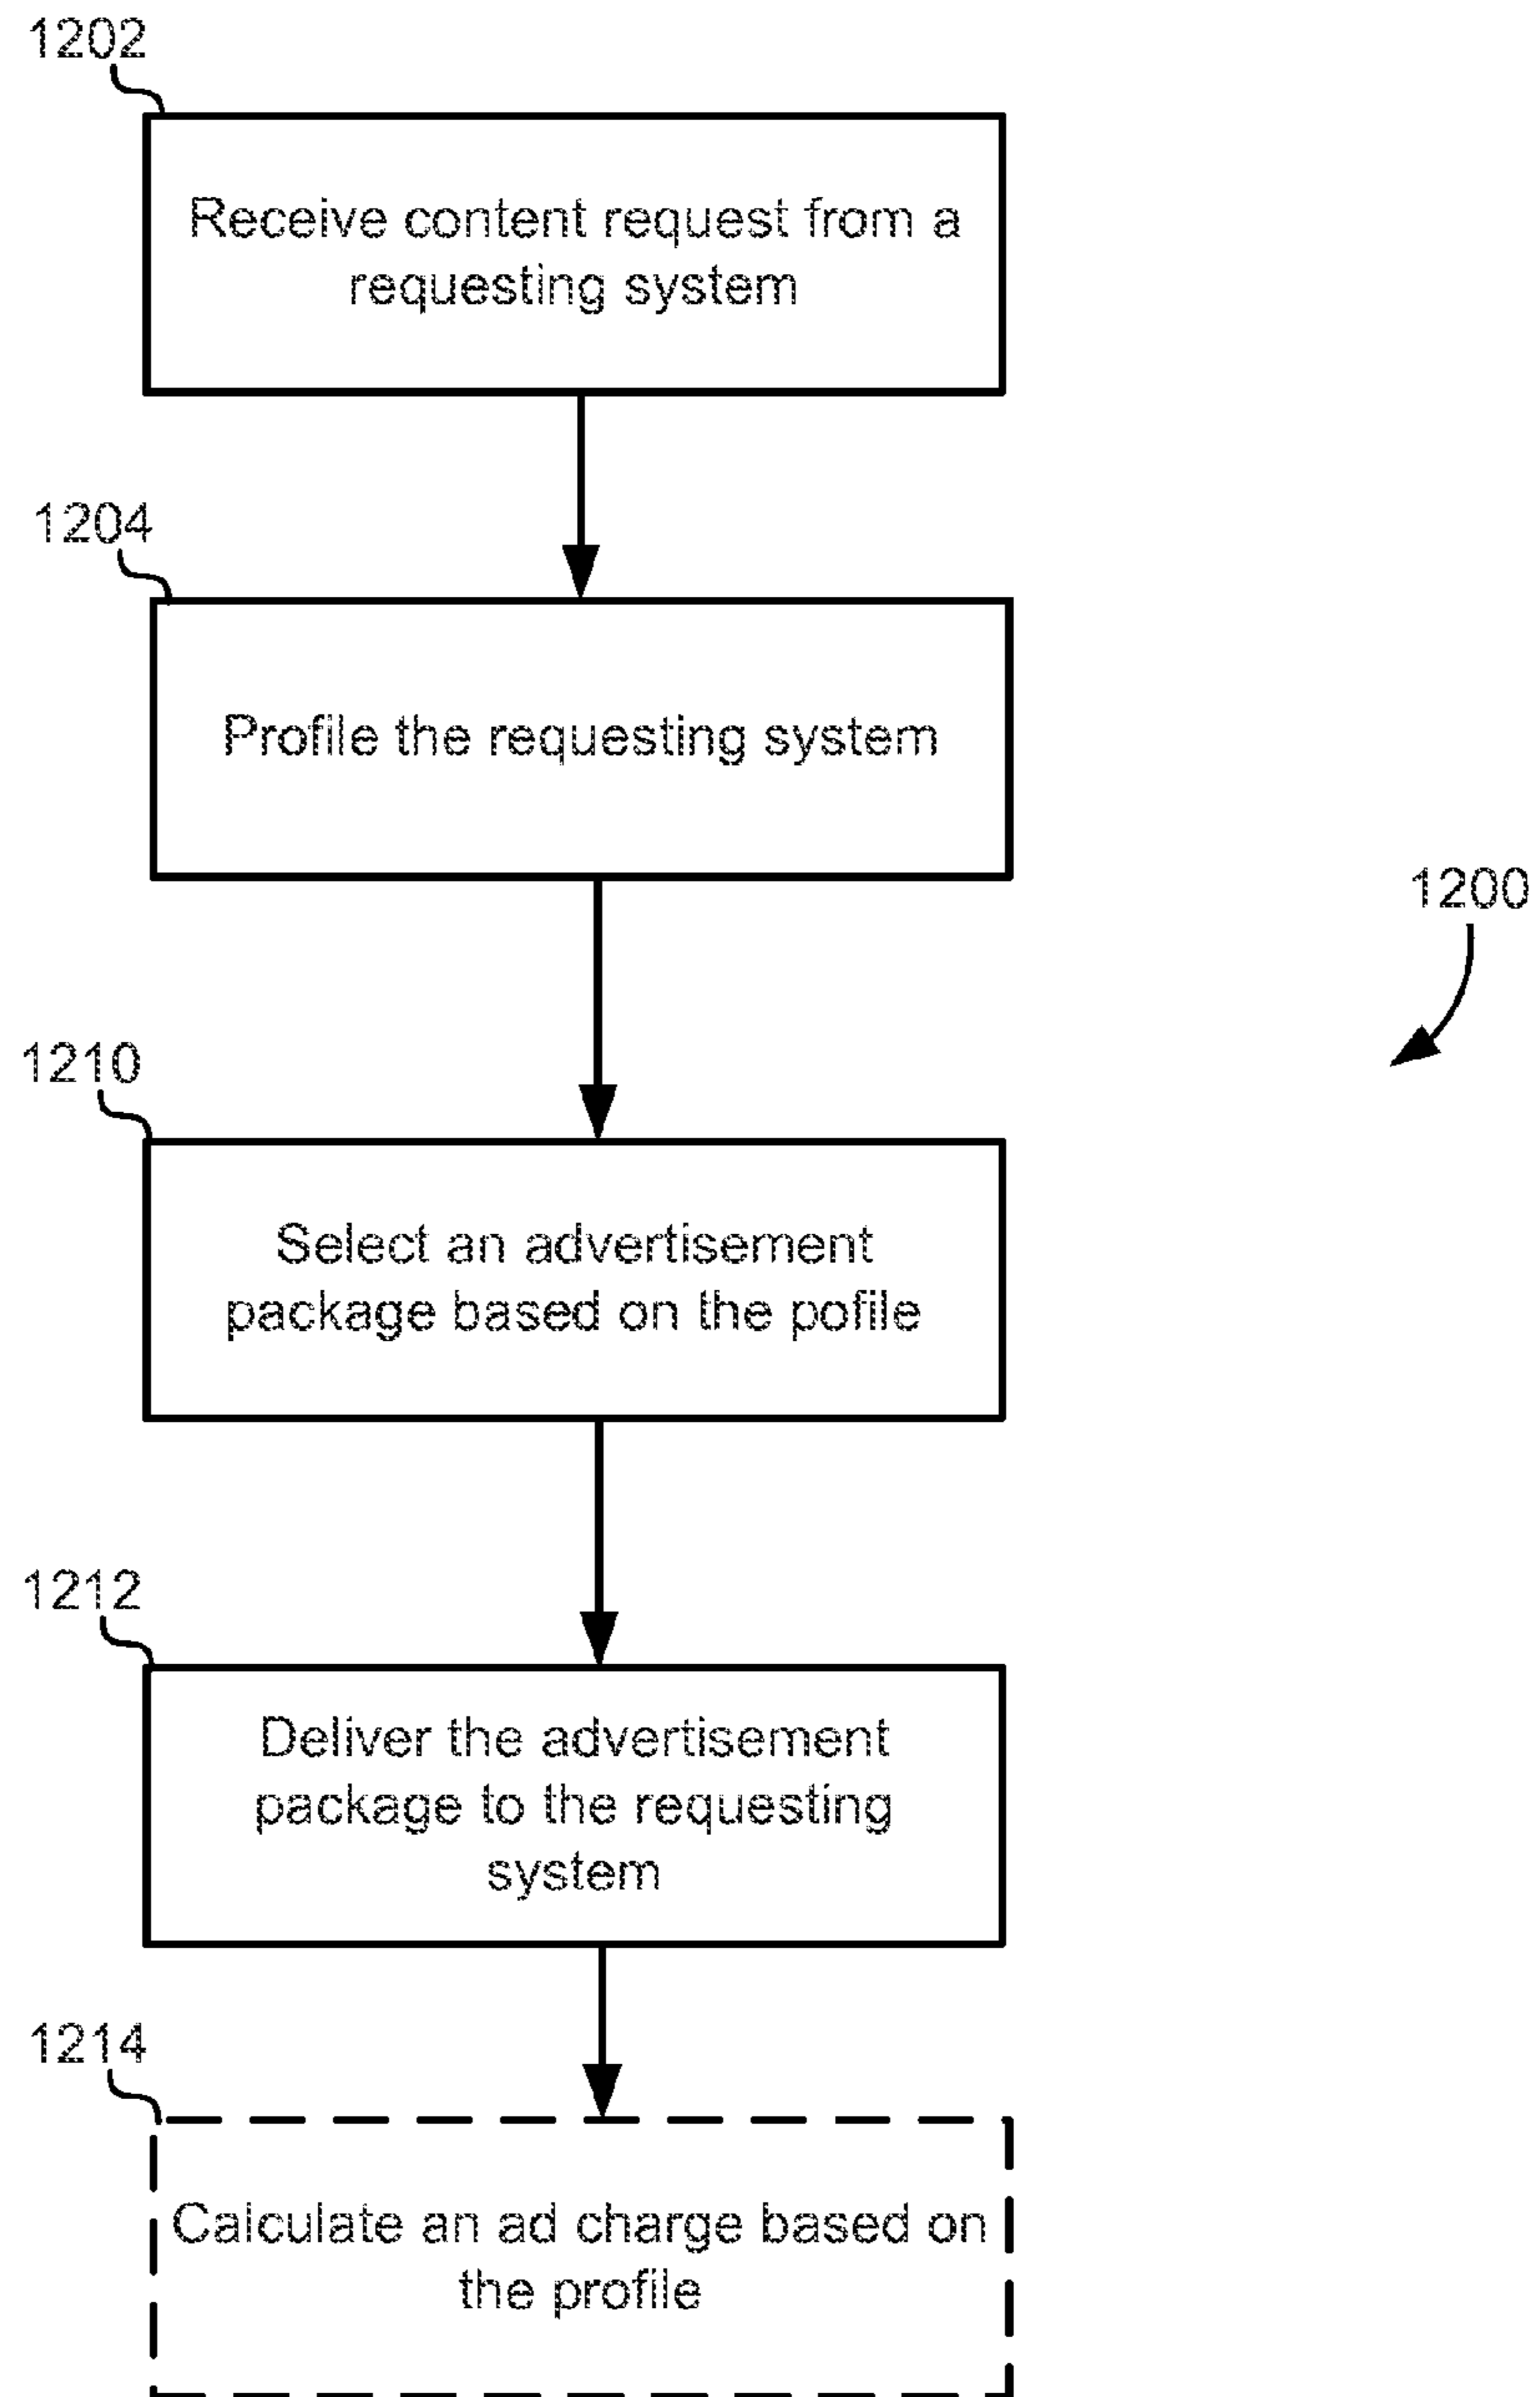 1202
Receive content request from a
requesting system
1204
Profile the requesting system
1200
1210
Select an advertisement
package based on the pofile
1212
Deliver the advertisement
package to the requesting
system
1214
Calculate an ad charge based on
the profile